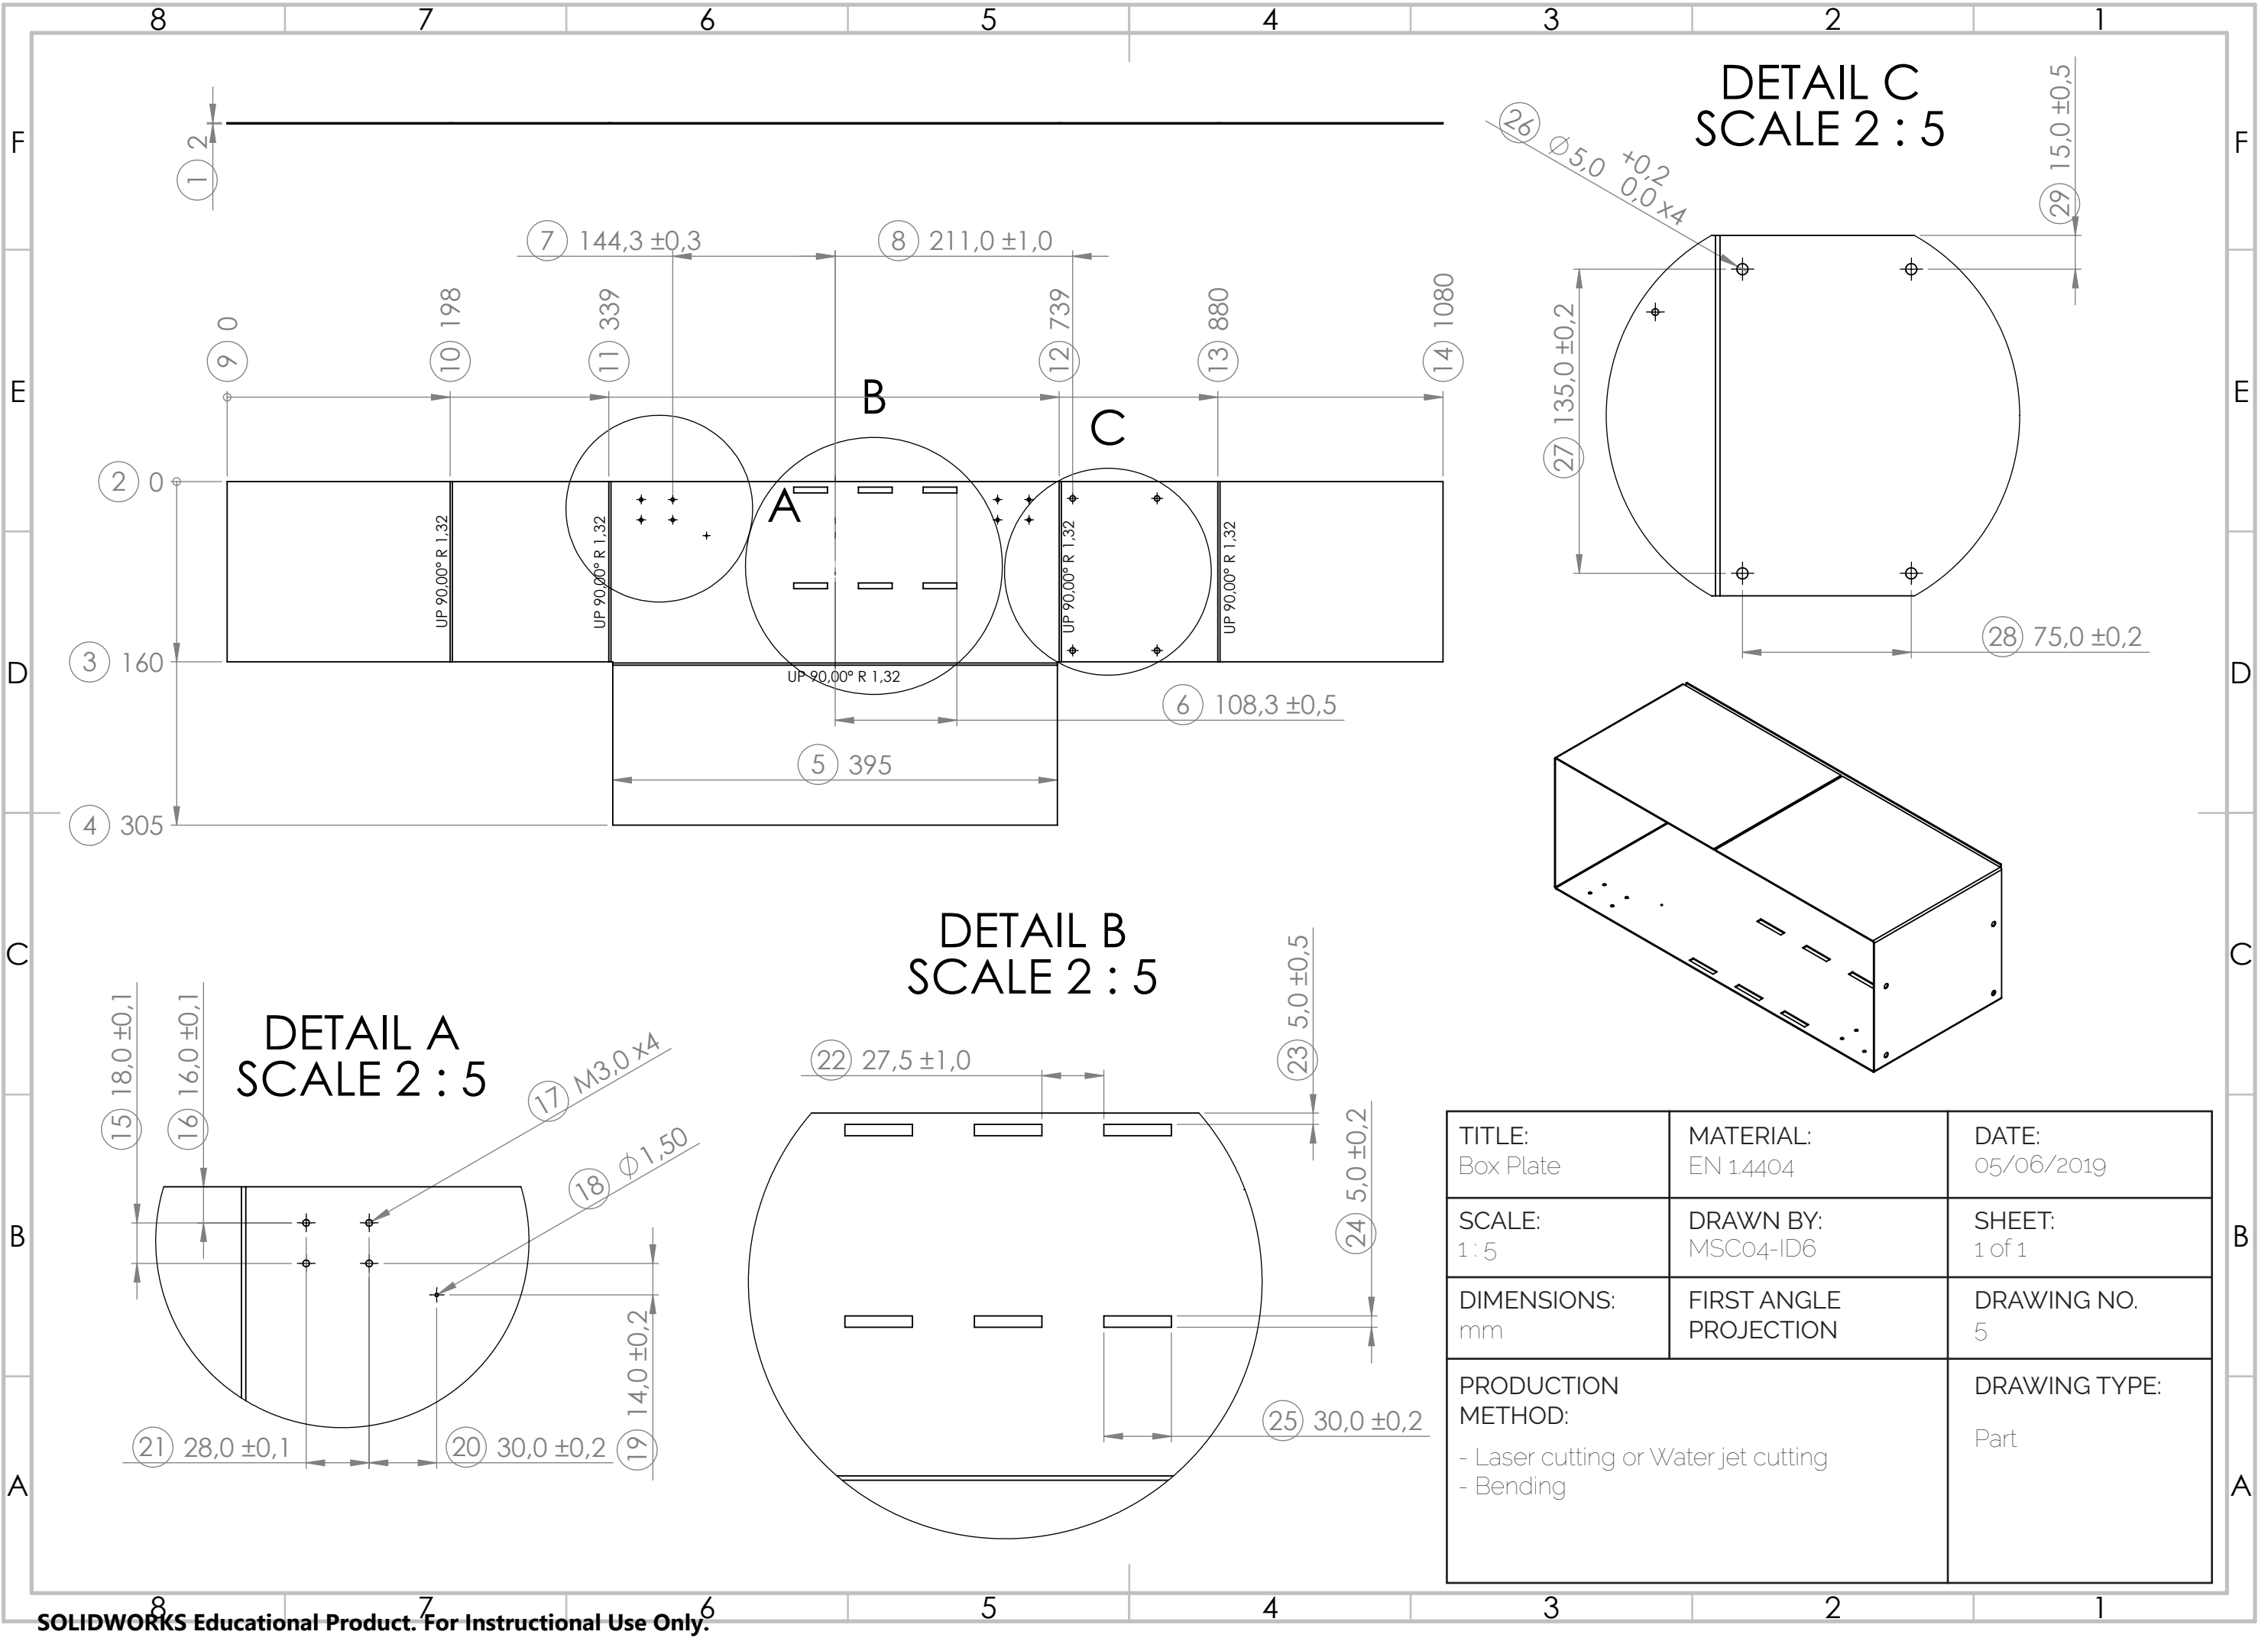 8 7 6 5 4 3 2 1
F
F
E
E
D
D
C
C
B
B
A
A
1 2
7 144,3 ±0,3
8 211,0 ±1,0
9 0
10 198
11 339
12 739
13 880
14 1080
B
C
A
2 0
3 160
4 305
UP 90,00° R 1,32
UP 90,00° R 1,32
UP 90,00° R 1,32
UP 90,00° R 1,32
UP 90,00° R 1,32
6 108,3 ±0,5
5 395
DETAIL C
SCALE 2 : 5
26 ∅5,0 +0,2
0,0 x4
29 15,0 ±0,5
27 135,0 ±0,2
28 75,0 ±0,2
DETAIL A
SCALE 2 : 5
15 18,0 ±0,1
16 16,0 ±0,1
17 M3,0 x4
18 ϕ1,50
19 14,0 ±0,2
21 28,0 ±0,1
20 30,0 ±0,2
DETAIL B
SCALE 2 : 5
22 27,5 ±1,0
23 5,0 ±0,5
24 5,0 ±0,2
25 30,0 ±0,2
TITLE:
Box Plate
MATERIAL:
EN 1.4404
DATE:
05/06/2019
SCALE:
1 : 5
DRAWN BY:
MSC04-ID6
SHEET:
1 of 1
DIMENSIONS:
mm
FIRST ANGLE
PROJECTION
DRAWING NO.
5
PRODUCTION
METHOD:
- Laser cutting or Water jet cutting
- Bending
DRAWING TYPE:
Part
8 7 6 5 4 3 2 1
SOLIDWORKS Educational Product. For Instructional Use Only.